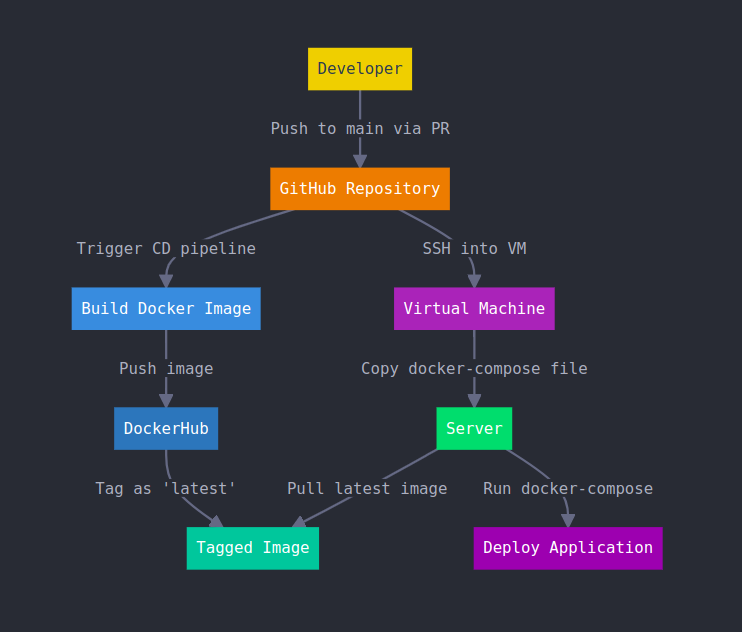 Developer
Push to main via PR
GitHub Repository
Trigger CD pipeline
SSH into VM
Build Docker Image
Virtual Machine
Push image
Copy docker-compose file
DockerHub
Server
Tag as 'latest'
Pull latest image
Run docker-compose
Tagged Image
Deploy Application